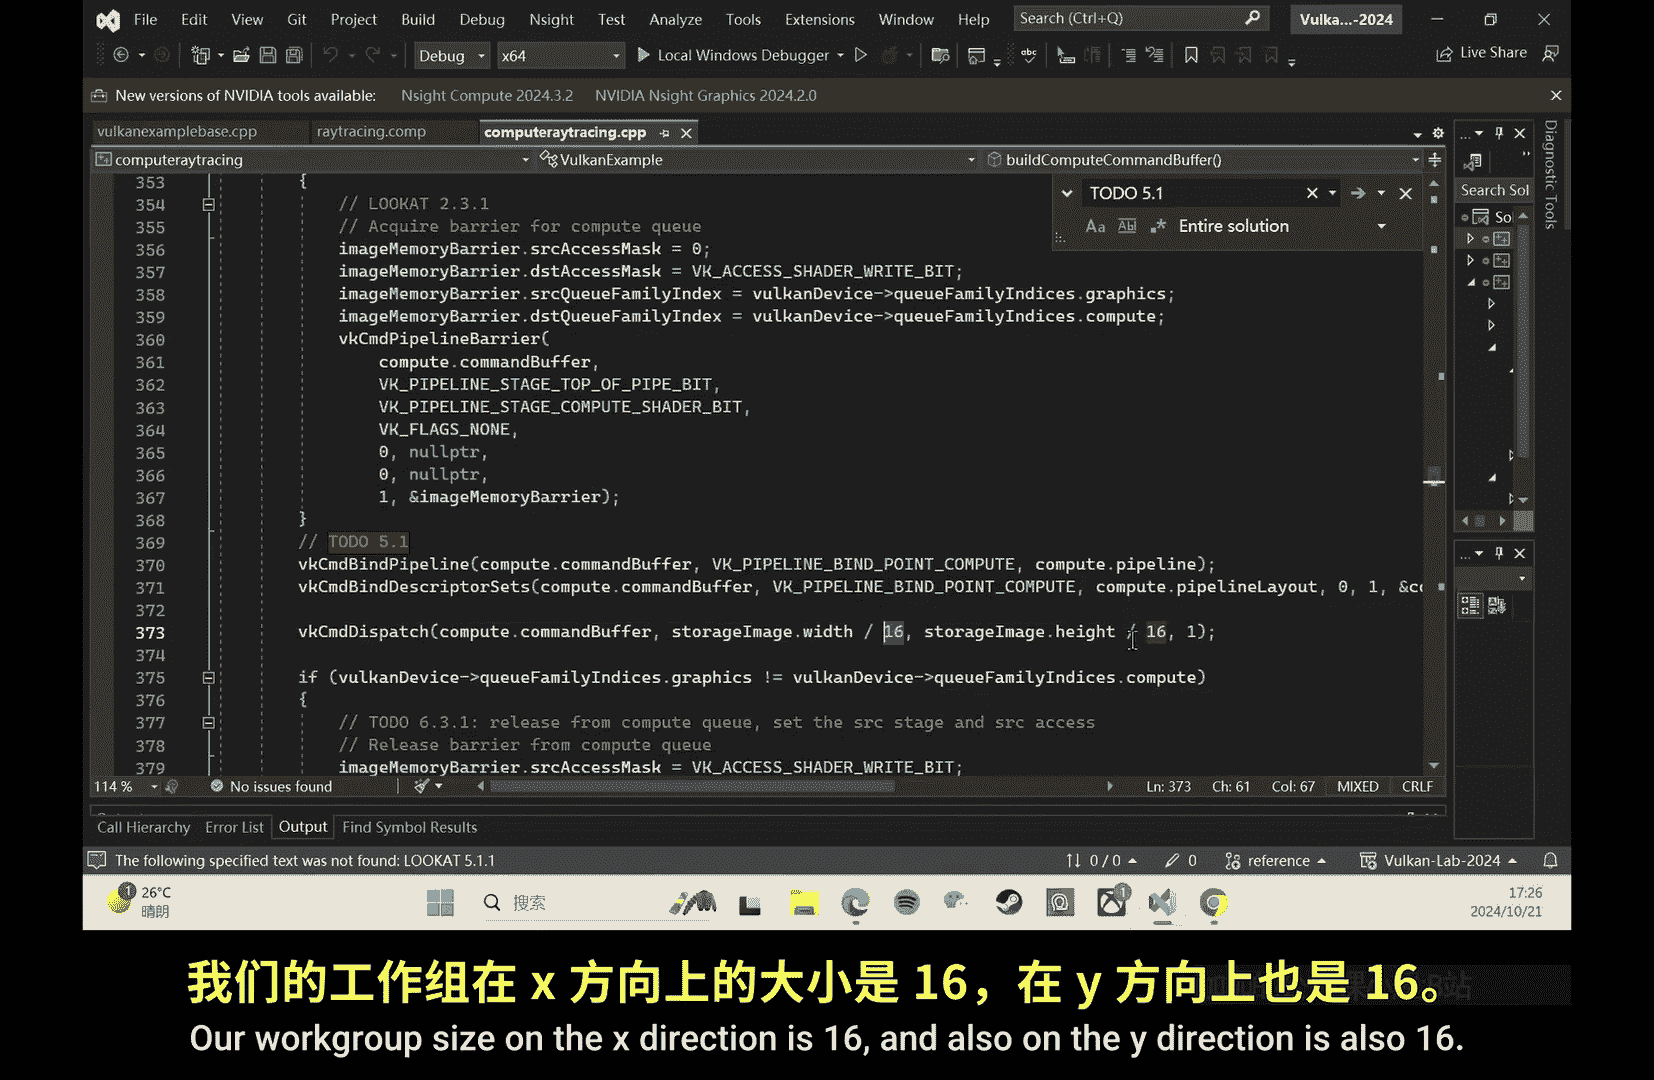 File Edit View Git Project Build Debug Nsight Test Analyze Tools Extensions Window Help Search (Ctrl+Q) Vulka...-2024
Debug x64 Local Windows Debugger Live Share
New versions of NVIDIA tools available: Nsight Compute 2024.3.2 NVIDIA Nsight Graphics 2024.2.0
vulkanexamplebase.cpp raytracing.comp computeraytracing.cpp
computeraytracing VulkanExample buildComputeCommandBuffer()
TODO 5.1
Aa Abl Entire solution
Search Sol
So
Diagnostic Tools
353 {
354 // LOOKAT 2.3.1
355 // Acquire barrier for compute queue
356 imageMemoryBarrier.srcAccessMask = 0;
357 imageMemoryBarrier.dstAccessMask = VK_ACCESS_SHADER_WRITE_BIT;
358 imageMemoryBarrier.srcQueueFamilyIndex = vulkanDevice->queueFamilyIndices.graphics;
359 imageMemoryBarrier.dstQueueFamilyIndex = vulkanDevice->queueFamilyIndices.compute;
360 vkCmdPipelineBarrier(
361 compute.commandBuffer,
362 VK_PIPELINE_STAGE_TOP_OF_PIPE_BIT,
363 VK_PIPELINE_STAGE_COMPUTE_SHADER_BIT,
364 VK_FLAGS_NONE,
365 0, nullptr,
366 0, nullptr,
367 1, &imageMemoryBarrier);
368 }
369 // TODO 5.1
370 vkCmdBindPipeline(compute.commandBuffer, VK_PIPELINE_BIND_POINT_COMPUTE, compute.pipeline);
371 vkCmdBindDescriptorSets(compute.commandBuffer, VK_PIPELINE_BIND_POINT_COMPUTE, compute.pipelineLayout, 0, 1, &co
372
373 vkCmdDispatch(compute.commandBuffer, storageImage.width / 16, storageImage.height / 16, 1);
374
375 if (vulkanDevice->queueFamilyIndices.graphics != vulkanDevice->queueFamilyIndices.compute)
376 {
377 // TODO 6.3.1: release from compute queue, set the src stage and src access
378 // Release barrier from compute queue
379 imageMemoryBarrier.srcAccessMask = VK_ACCESS_SHADER_WRITE_BIT;
114 % No issues found Ln: 373 Ch: 61 Col: 67 MIXED CRLF
Call Hierarchy Error List Output Find Symbol Results
The following specified text was not found: LOOKAT 5.1.1 0 / 0 0 reference Vulkan-Lab-2024
1 26°C
晴朗
搜索
1
17:26
2024/10/21
我们的工作组在 x 方向上的大小是 16，在 y 方向上也是 16。
Our workgroup size on the x direction is 16, and also on the y direction is also 16.